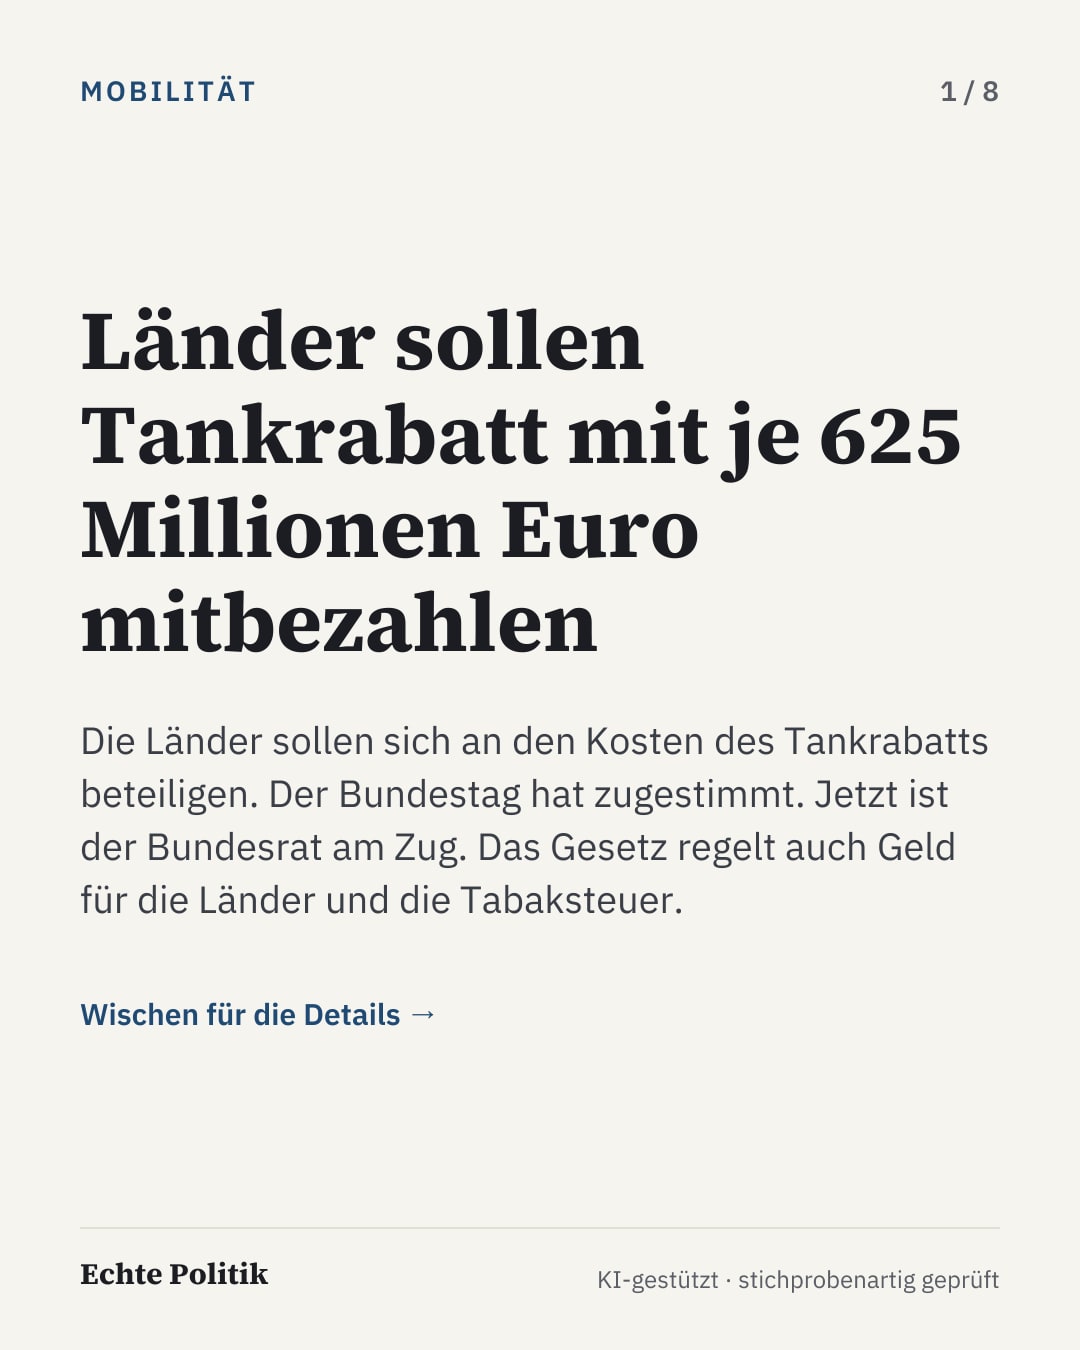 MOBILITÄT
1 / 8
Länder sollen
Tankrabatt mit je 625
Millionen Euro
mitbezahlen
Die Länder sollen sich an den Kosten des Tankrabatts
beteiligen. Der Bundestag hat zugestimmt. Jetzt ist
der Bundesrat am Zug. Das Gesetz regelt auch Geld
für die Länder und die Tabaksteuer.
Wischen für die Details →
Echte Politik
KI-gestützt · stichprobenartig geprüft